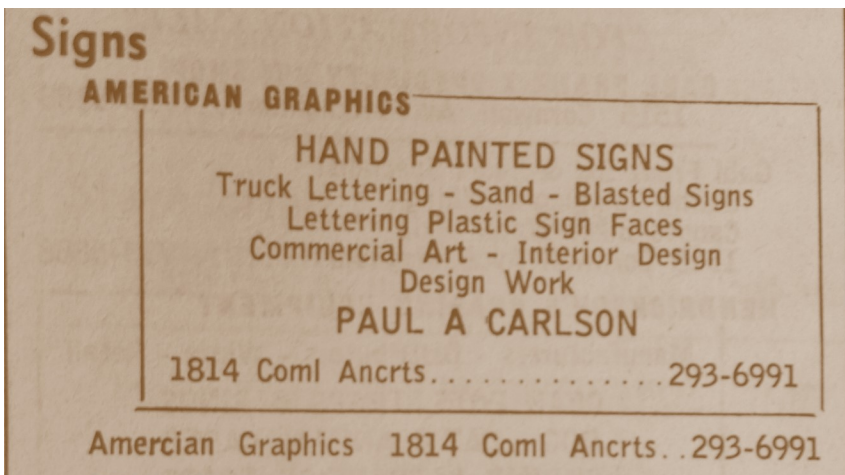 Signs
AMERICAN GRAPHICS
HAND PAINTED SIGNS
Truck Lettering - Sand - Blasted Signs
Lettering Plastic Sign Faces
Commercial Art - Interior Design
Design Work
PAUL A CARLSON
1814 Coml Ancrts...............293-6991
Amercian Graphics 1814 Coml Ancrts..293-6991